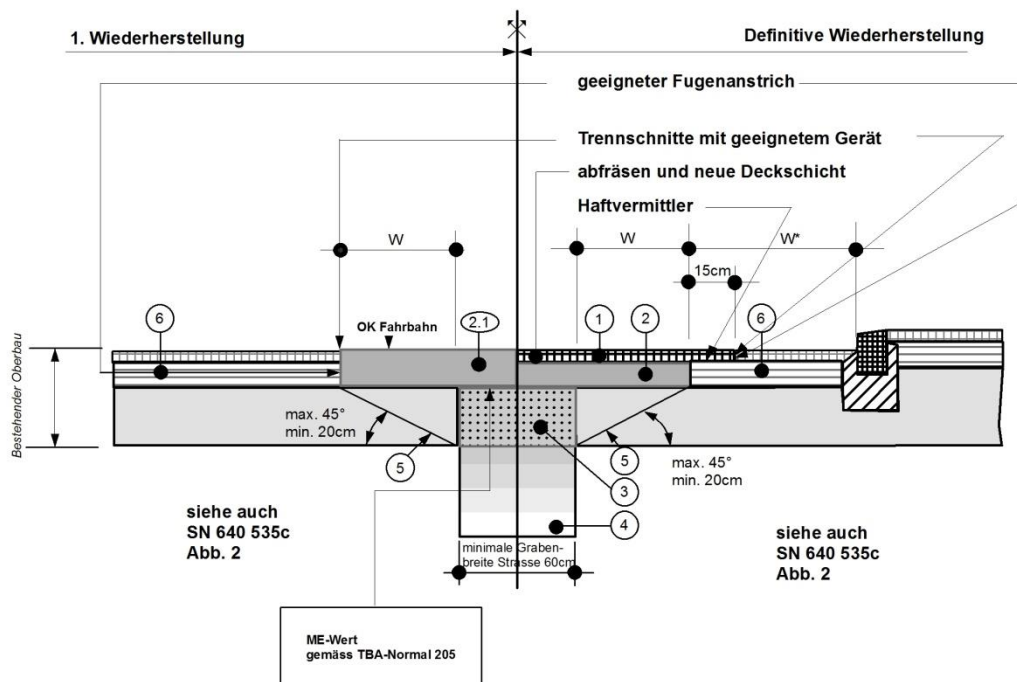 1. Wiederherstellung
Definitive Wiederherstellung
geeigneter Fugenanstrich
Trennschnitte mit geeignetem Gerät
abfräsen und neue Deckschicht
Haftvermittler
W
W
W*
15cm
6
OK Fahrbahn
2.1
1
2
6
Bestehender Oberbau
max. 45°
min. 20cm
5
5
max. 45°
min. 20cm
3
4
siehe auch
SN 640 535c
Abb. 2
minimale Graben-
breite Strasse 60cm
siehe auch
SN 640 535c
Abb. 2
ME-Wert
gemäss TBA-Normal 205